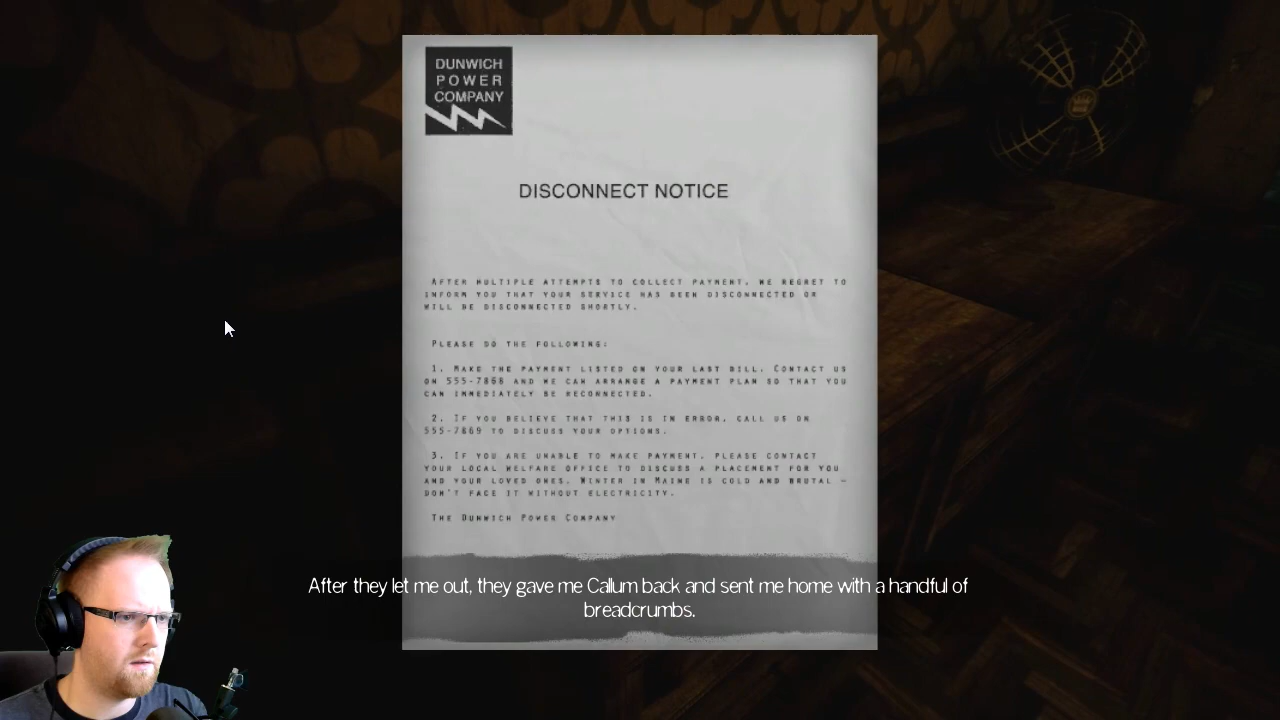 DUNWICH
POWER
COMPANY
DISCONNECT NOTICE
AFTER MULTIPLE ATTEMPTS TO COLLECT PAYMENT, WE REGRET TO
INFORM YOU THAT YOUR SERVICE HAS BEEN DISCONNECTED OR
WILL BE DISCONNECTED SHORTLY.
PLEASE DO THE FOLLOWING:
1. MAKE THE PAYMENT LISTED ON YOUR LAST BILL. CONTACT US
ON 555-7868 AND WE CAN ARRANGE A PAYMENT PLAN SO THAT YOU
CAN IMMEDIATELY BE RECONNECTED.
2. IF YOU BELIEVE THAT THIS IS IN ERROR, CALL US ON
555-7869 TO DISCUSS YOUR OPTIONS.
3. IF YOU ARE UNABLE TO MAKE PAYMENT, PLEASE CONTACT
YOUR LOCAL WELFARE OFFICE TO DISCUSS A PLACEMENT FOR YOU
AND YOUR LOVED ONES. WINTER IN MAINE IS COLD AND BRUTAL –
DON'T FACE IT WITHOUT ELECTRICITY.
THE DUNWICH POWER COMPANY
After they let me out, they gave me Callum back and sent me home with a handful of
breadcrumbs.